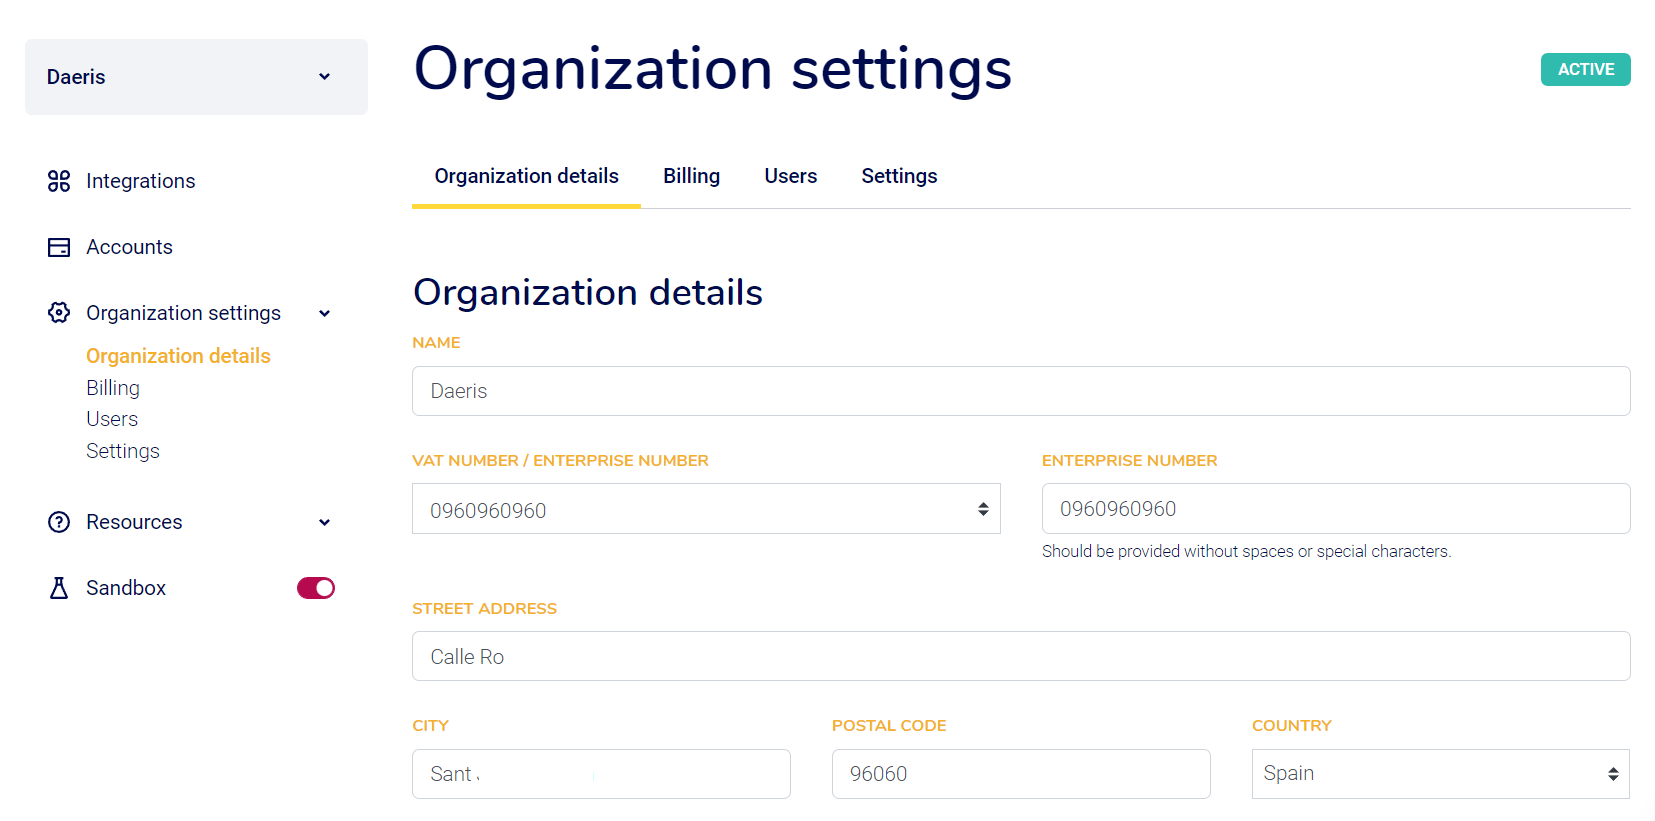 Daeris
Integrations
Accounts
Organization settings
Organization details
Billing
Users
Settings
Resources
Sandbox
Organization settings
ACTIVE
Organization details Billing Users Settings
Organization details
NAME
Daeris
VAT NUMBER / ENTERPRISE NUMBER
0960960960
ENTERPRISE NUMBER
0960960960
Should be provided without spaces or special characters.
STREET ADDRESS
Calle Ro
CITY
Sant
POSTAL CODE
96060
COUNTRY
Spain